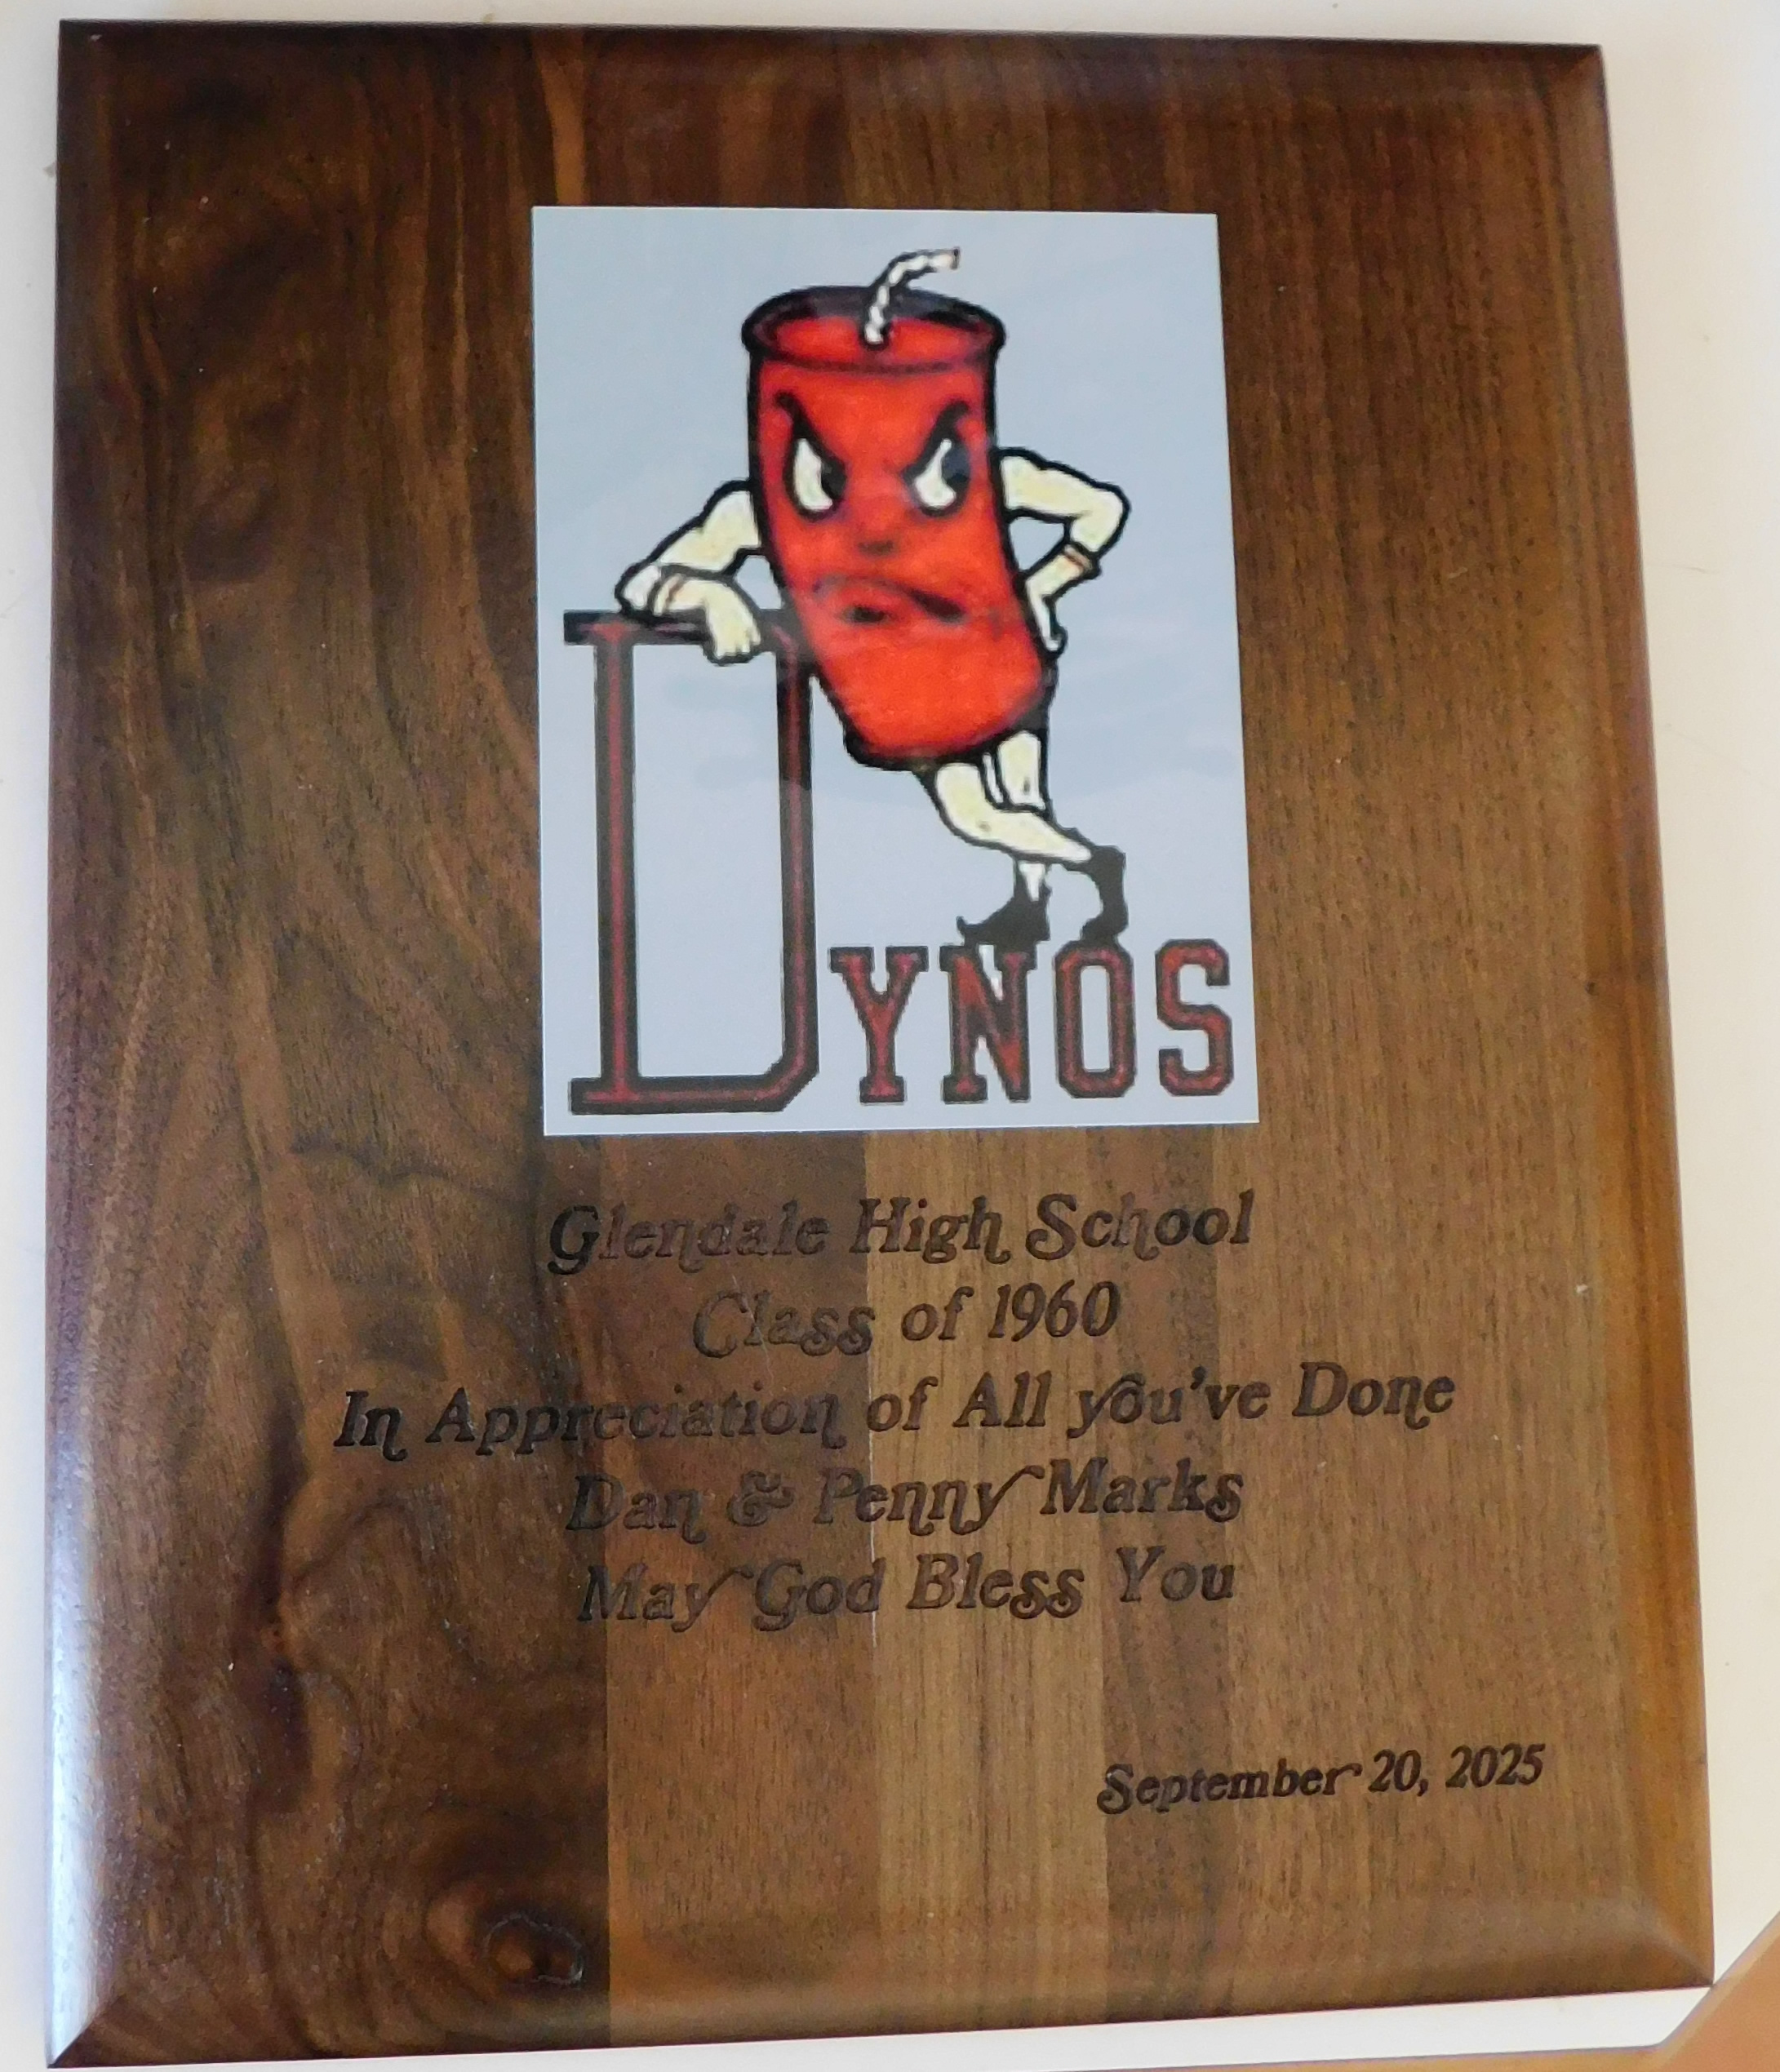 DYNOS
Glendale High School
Class of 1960
In Appreciation of All you've Done
Dan & Penny Marks
May God Bless You
September 20, 2025